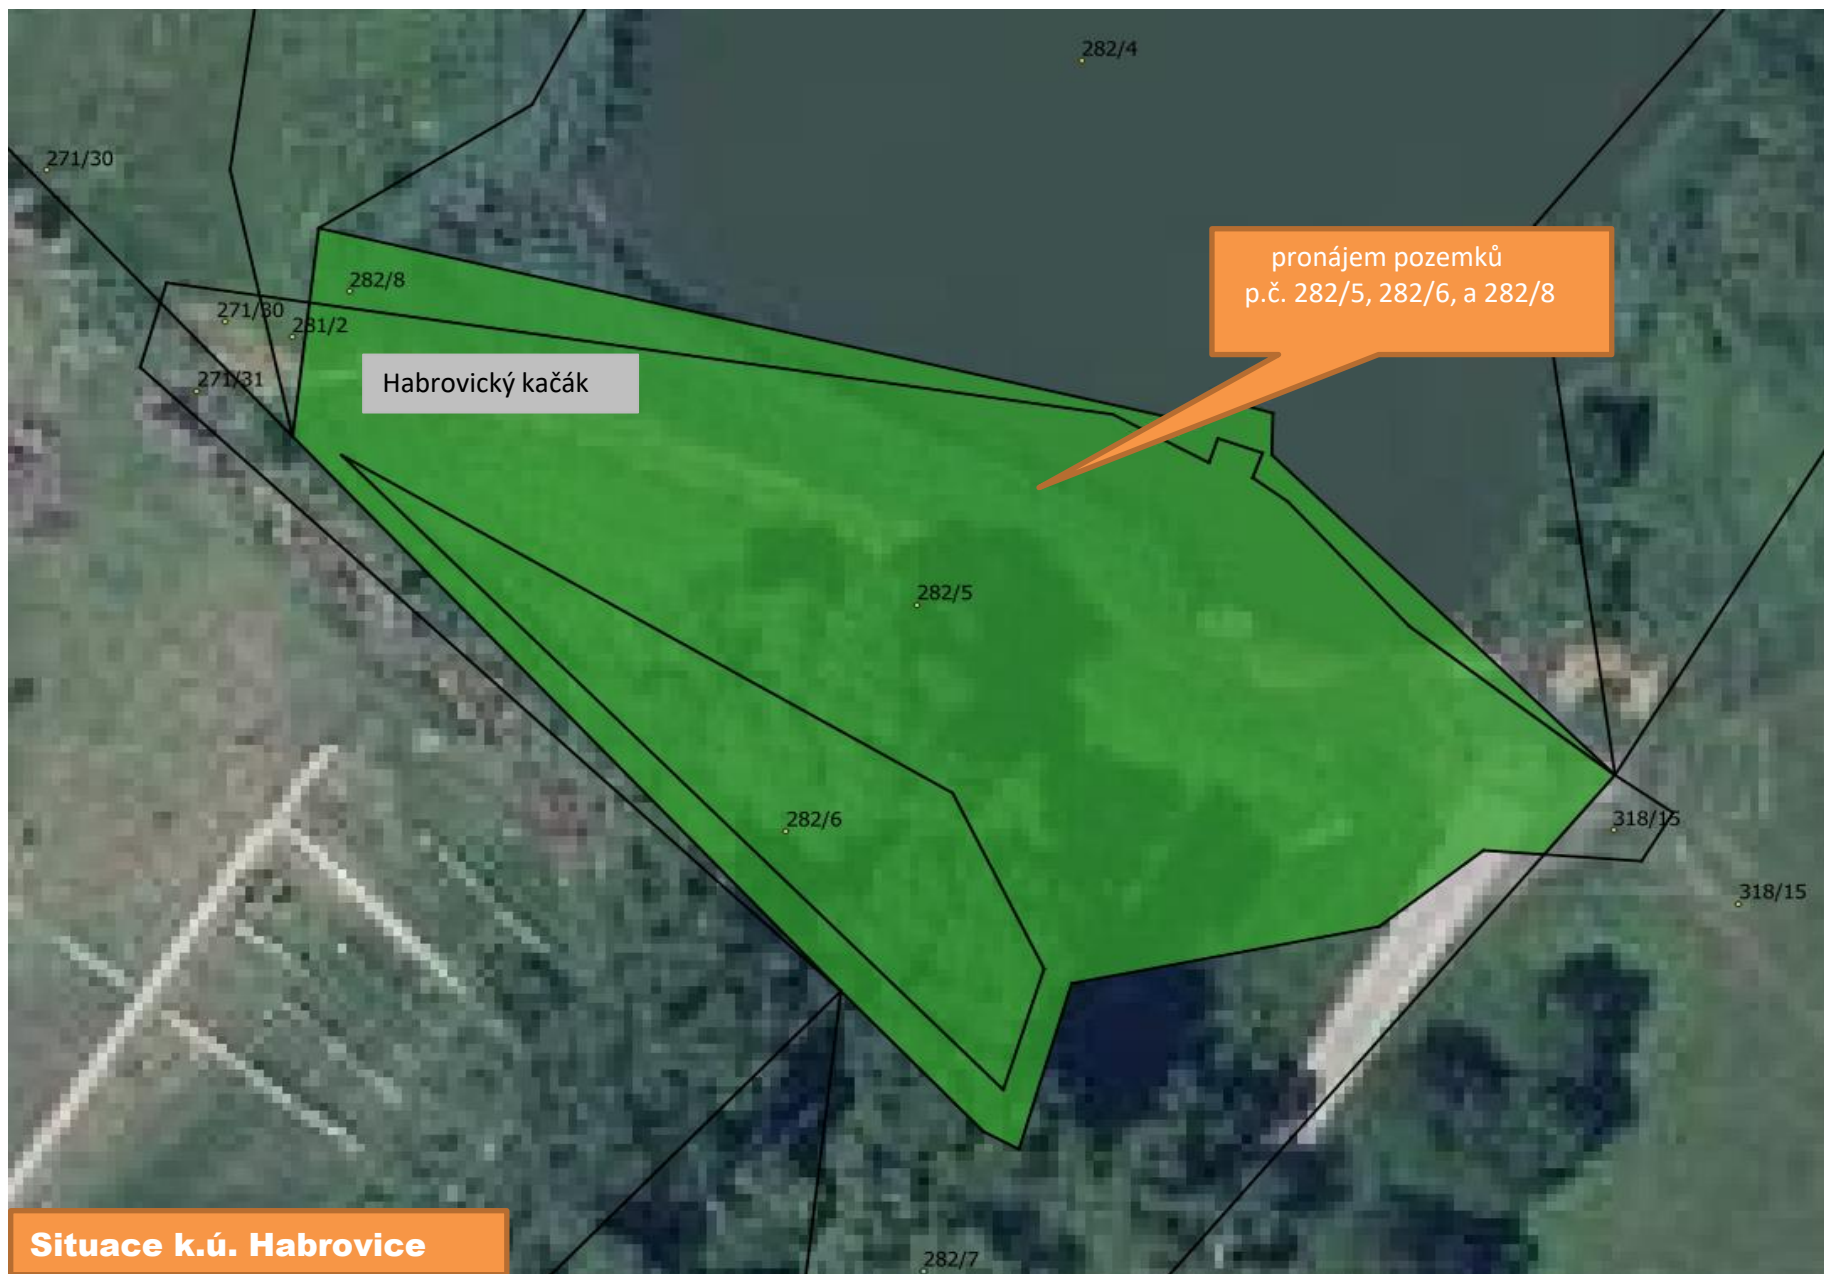 282/4
271/30
pronájem pozemků
p.č. 282/5, 282/6, a 282/8
282/8
271/30
281/2
271/31
Habrovický kačák
282/5
282/6
318/15
318/15
282/7
Situace k.ú. Habrovice